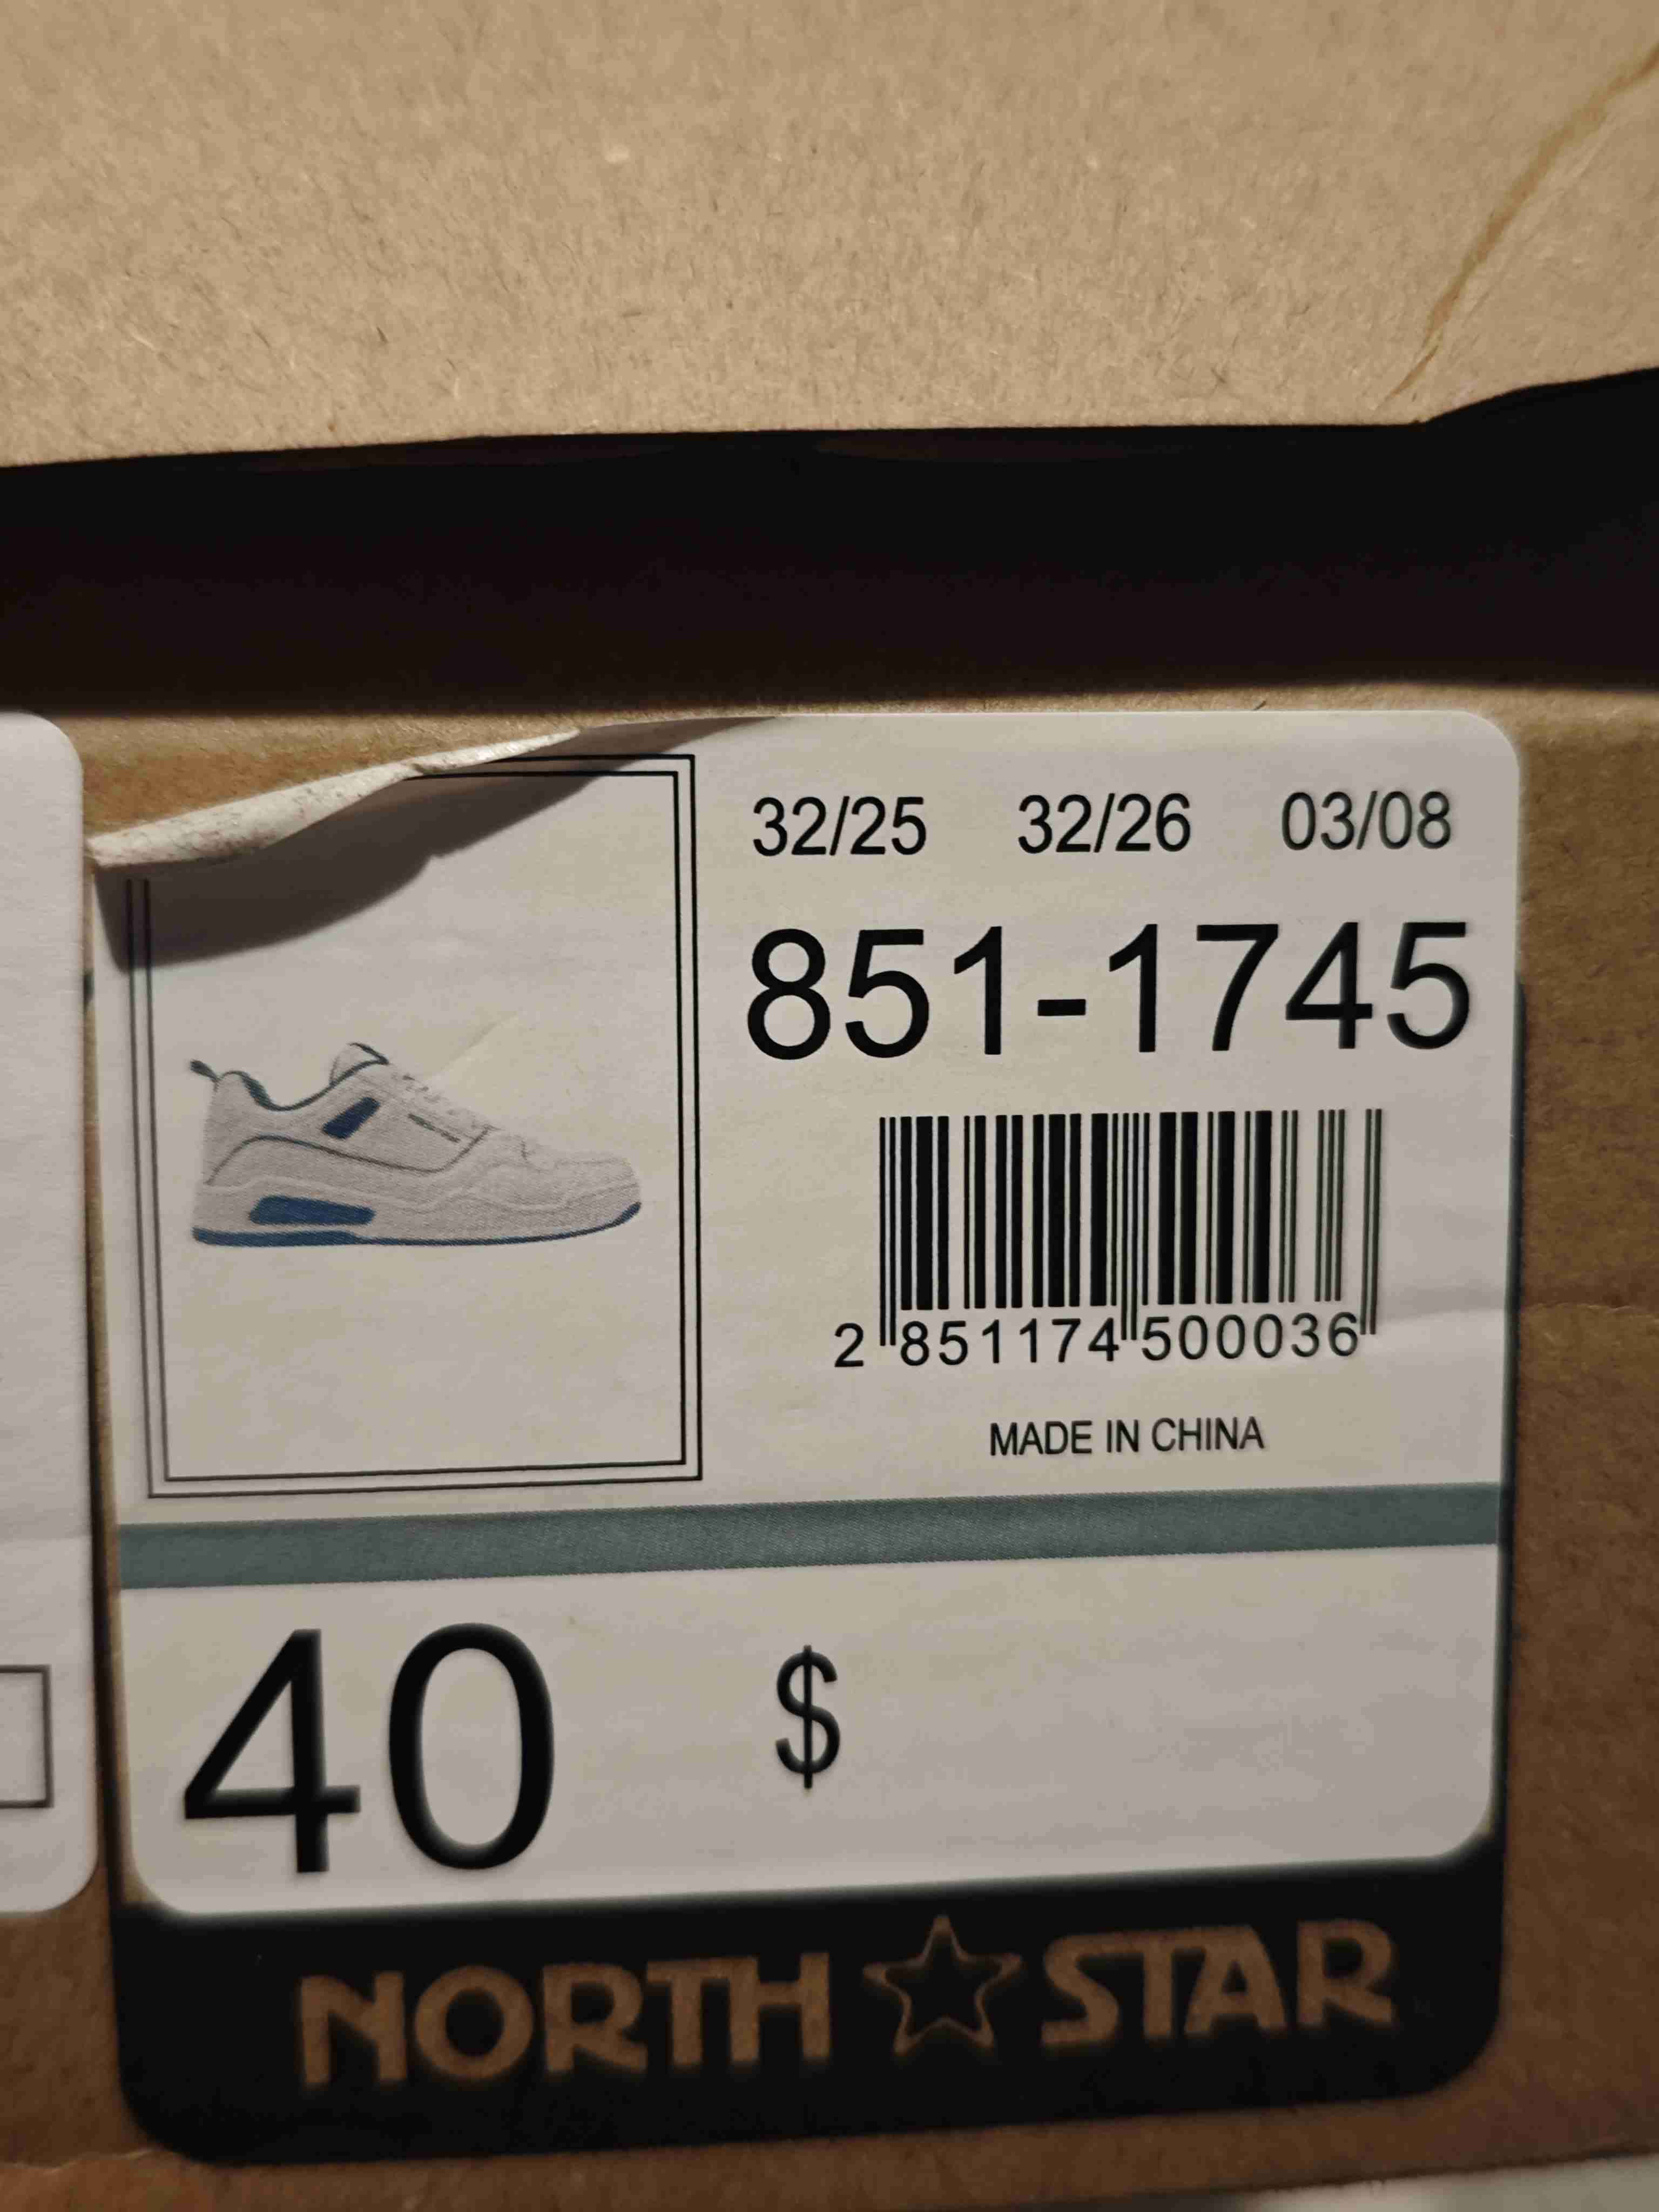 32/25 32/26 03/08
851-1745
2 851174 500036
MADE IN CHINA
40 $
NORTH STAR